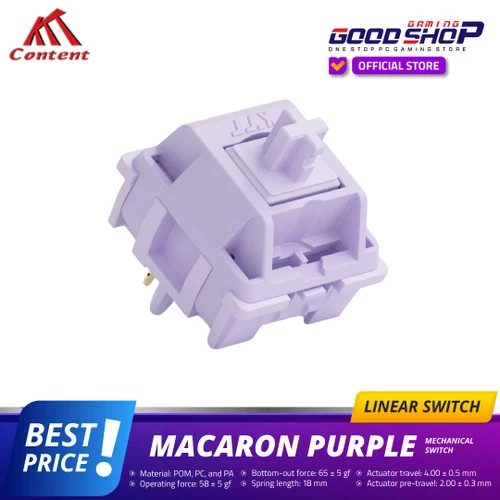 Content
GAMING
GOOD SHOP
ONE STOP PC GAMING STORE
OFFICIAL STORE
KTT
LINEAR SWITCH
BEST
PRICE!
MACARON PURPLE
MECHANICAL
SWITCH
• Material: POM, PC, and PA
• Operating force: 58 ± 5 gf
• Bottom-out force: 65 ± 5 gf
• Spring length: 18 mm
• Actuator travel: 4.00 ± 0.5 mm
• Actuator pre-travel: 2.00 ± 0.3 mm